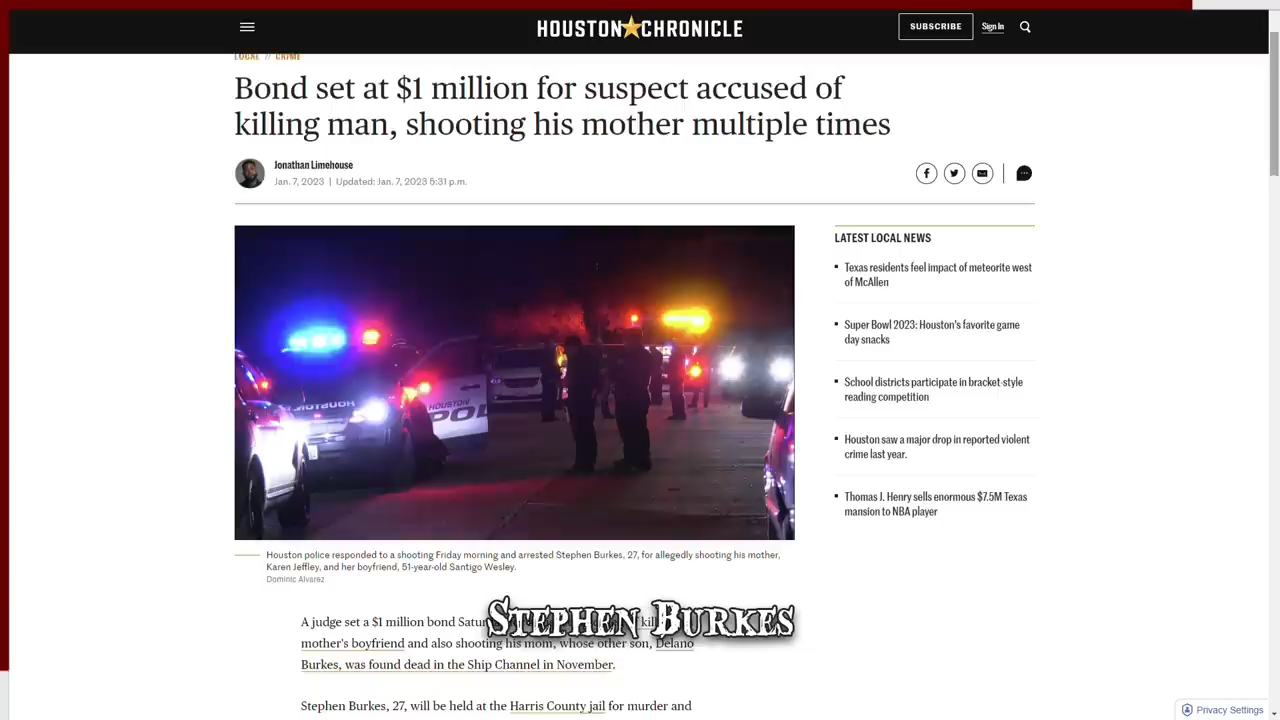 HOUSTON CHRONICLE
SUBSCRIBE
Sign In
LOCAL // CRIME
Bond set at $1 million for suspect accused of
killing man, shooting his mother multiple times
Jonathan Limehouse
Jan. 7, 2023 | Updated: Jan. 7, 2023 5:31 p.m.
LATEST LOCAL NEWS
Texas residents feel impact of meteorite west
of McAllen
Super Bowl 2023: Houston's favorite game
day snacks
School districts participate in bracket-style
reading competition
Houston saw a major drop in reported violent
crime last year.
Thomas J. Henry sells enormous $7.5M Texas
mansion to NBA player
HOUSTON
POL
Houston police responded to a shooting Friday morning and arrested Stephen Burkes, 27, for allegedly shooting his mother,
Karen Jeffley, and her boyfriend, 51-year-old Santigo Wesley.
Dominic Alvarez
STEPHEN BURKES
A judge set a $1 million bond
mother's boyfriend and also shooting his mom, whose other son, Delano
Burkes, was found dead in the Ship Channel in November.
Stephen Burkes, 27, will be held at the Harris County jail for murder and
Privacy Settings